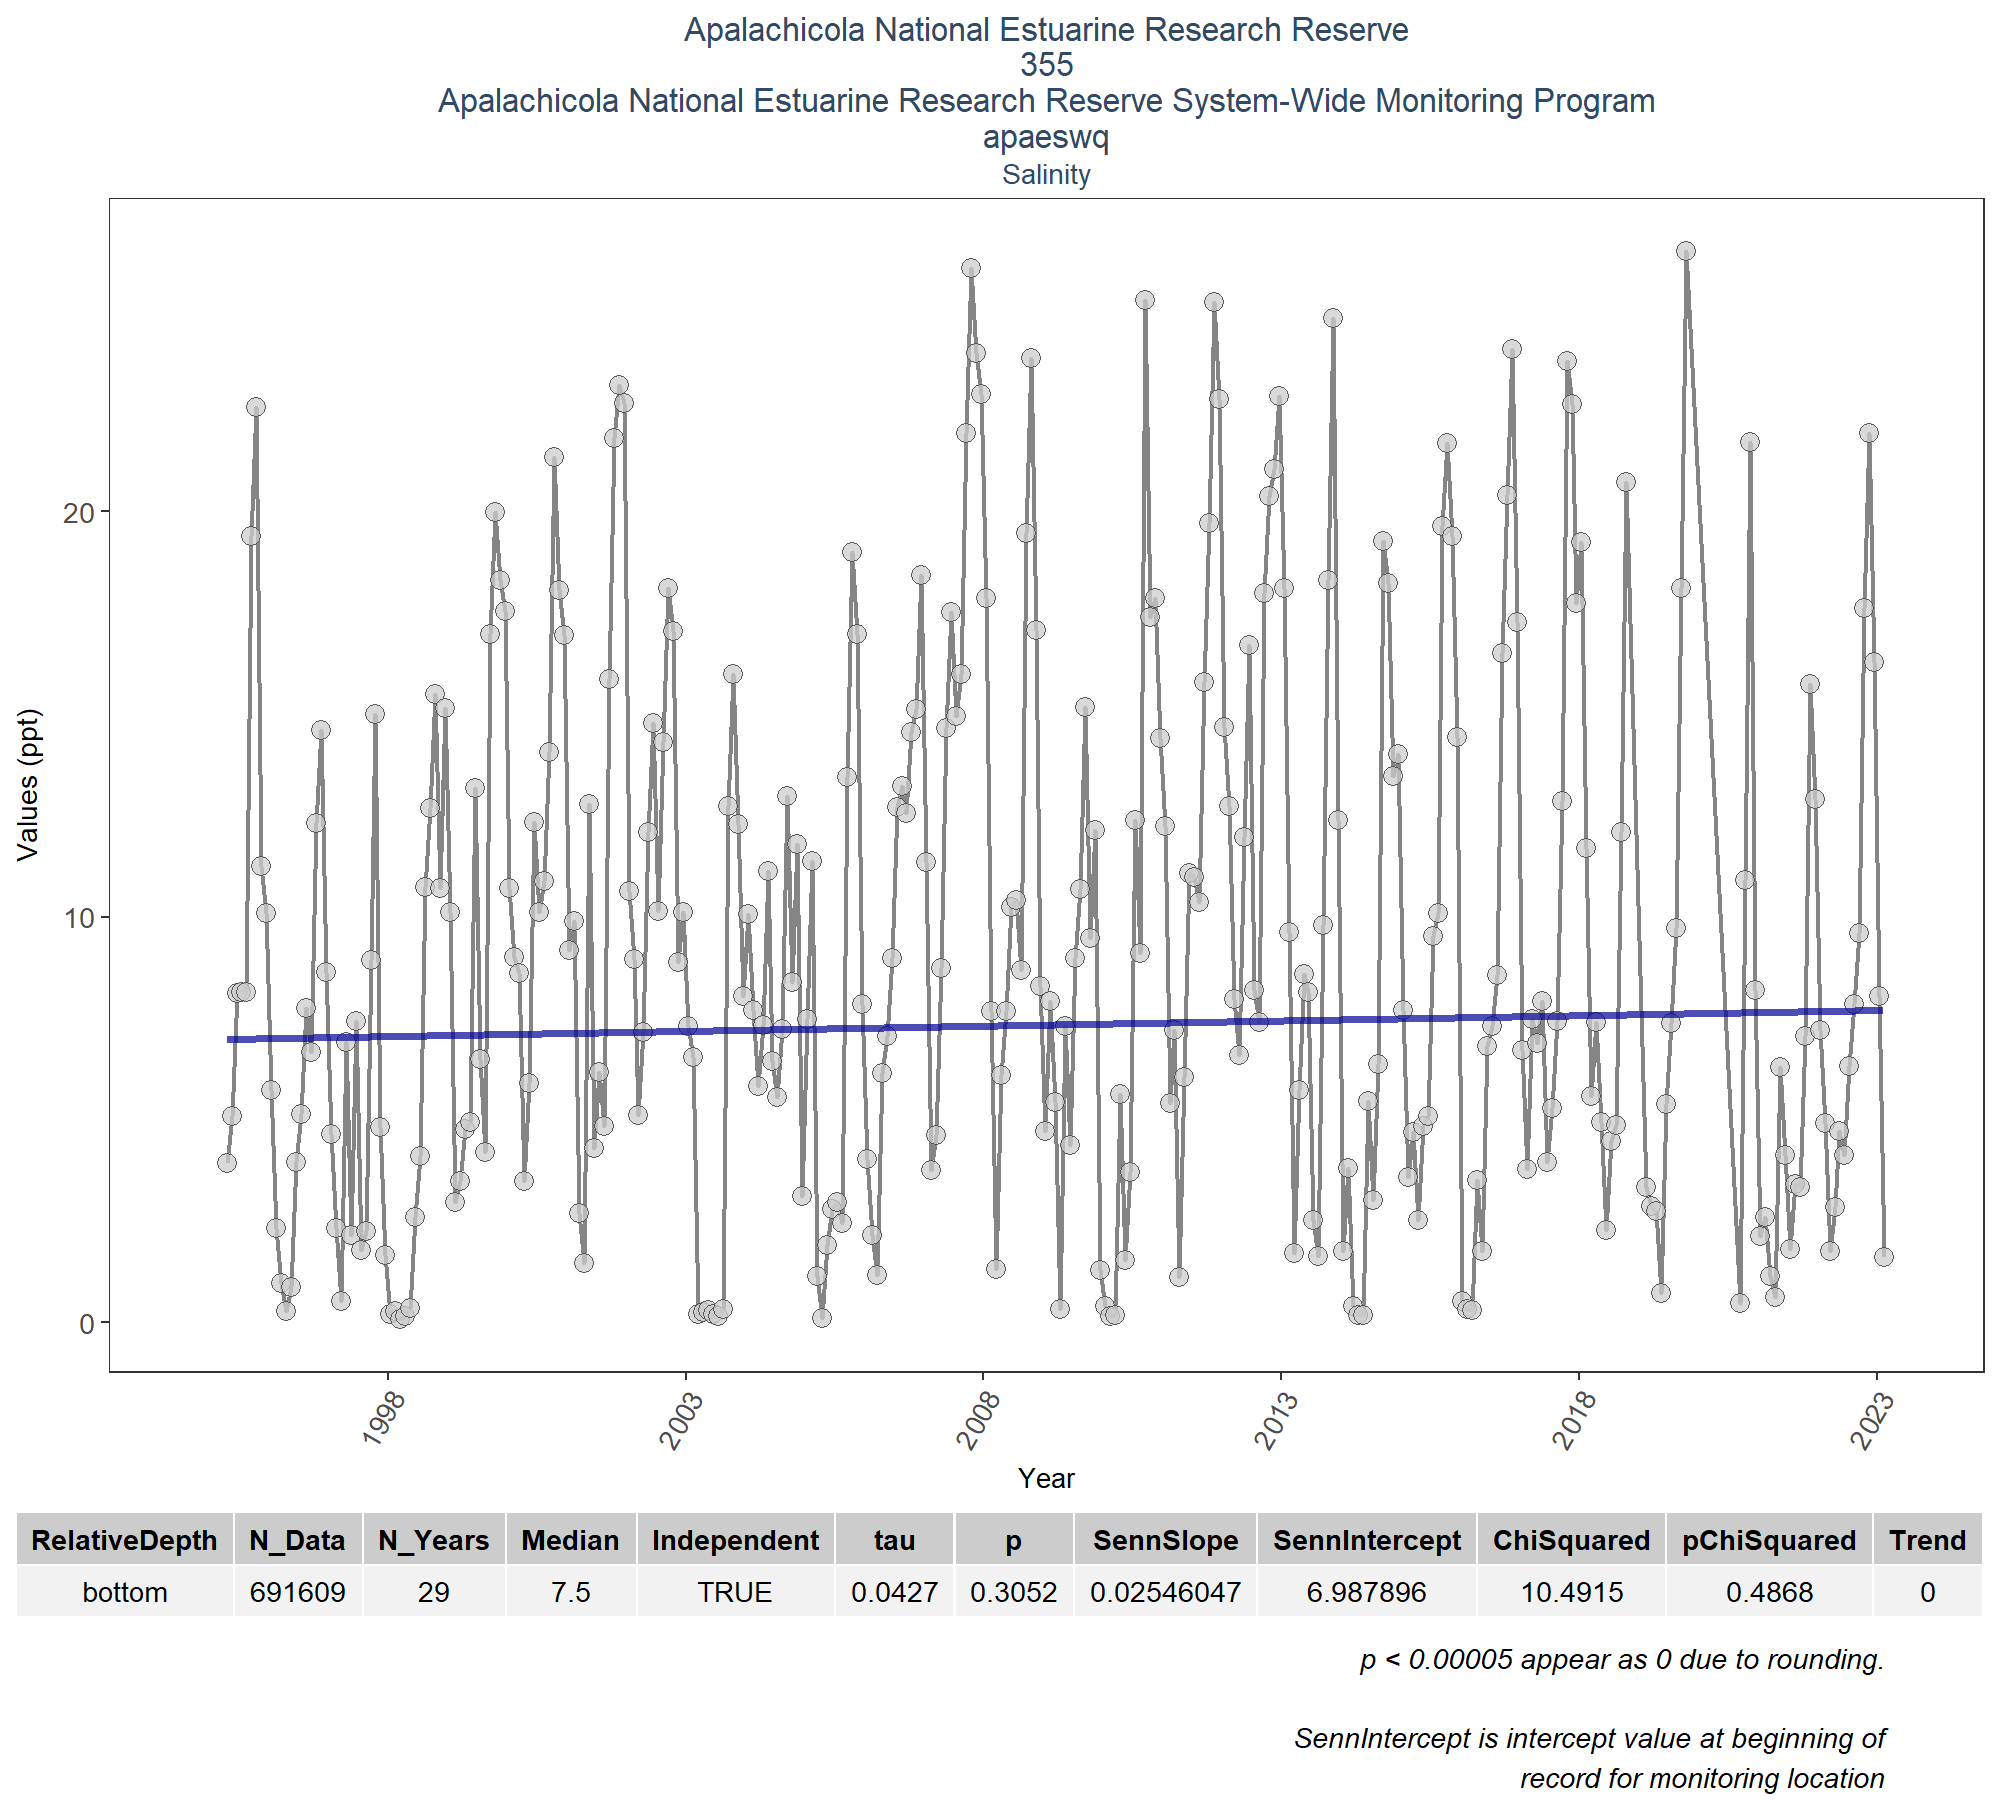 Apalachicola National Estuarine Research Reserve
355
Apalachicola National Estuarine Research Reserve System-Wide Monitoring Program
apaeswq
Salinity
Values (ppt)
20
10
0
1998 2003 2008 2013 2018 2023
Year
RelativeDepth N_Data N_Years Median Independent tau p SennSlope SennIntercept ChiSquared pChiSquared Trend
bottom 691609 29 7.5 TRUE 0.0427 0.3052 0.02546047 6.987896 10.4915 0.4868 0
p < 0.00005 appear as 0 due to rounding.
SennIntercept is intercept value at beginning of
record for monitoring location